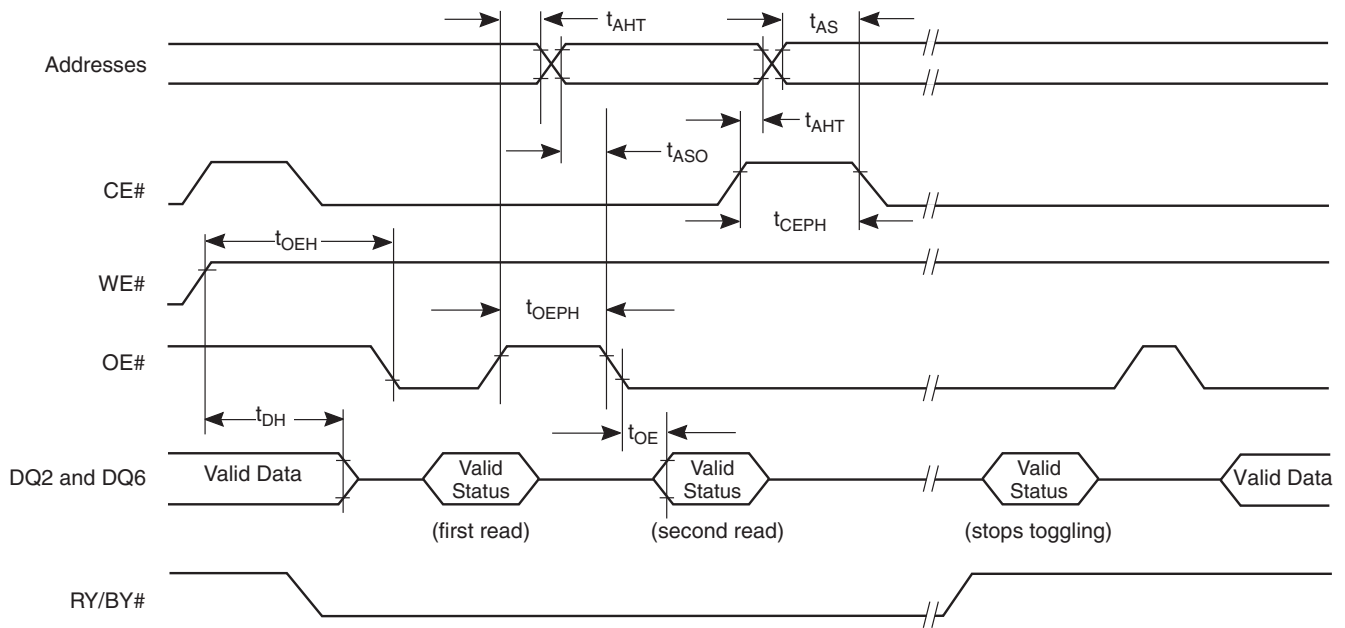 tAHT
tAS
Addresses
tAHT
tASO
CE#
tCEPH
tOEH
WE#
tOEPH
OE#
tDH
tOE
DQ2 and DQ6
Valid Data
Valid
Status
Valid
Status
Valid
Status
Valid Data
(first read)
(second read)
(stops toggling)
RY/BY#